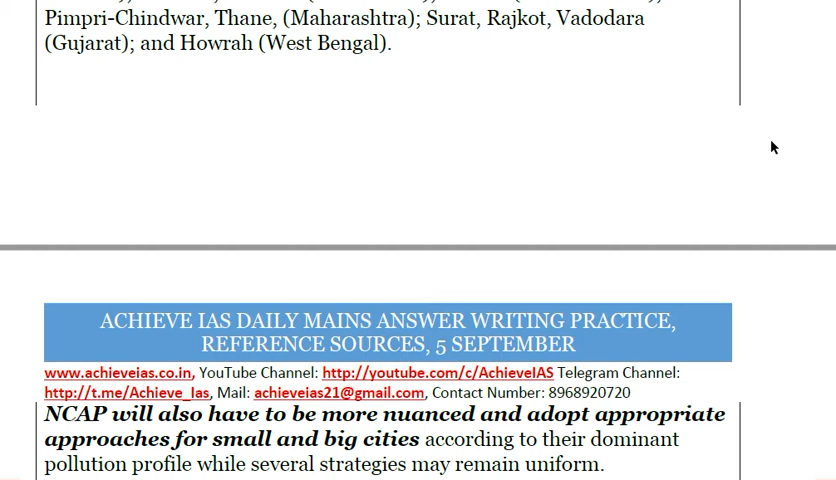 Pimpri-Chindwar, Thane, (Maharashtra); Surat, Rajkot, Vadodara
(Gujarat); and Howrah (West Bengal).
ACHIEVE IAS DAILY MAINS ANSWER WRITING PRACTICE,
REFERENCE SOURCES, 5 SEPTEMBER
www.achieveias.co.in, YouTube Channel: http://youtube.com/c/AchieveIAS Telegram Channel:
http://t.me/Achieve_Ias, Mail: achieveias21@gmail.com, Contact Number: 8968920720
NCAP will also have to be more nuanced and adopt appropriate
approaches for small and big cities according to their dominant
pollution profile while several strategies may remain uniform.